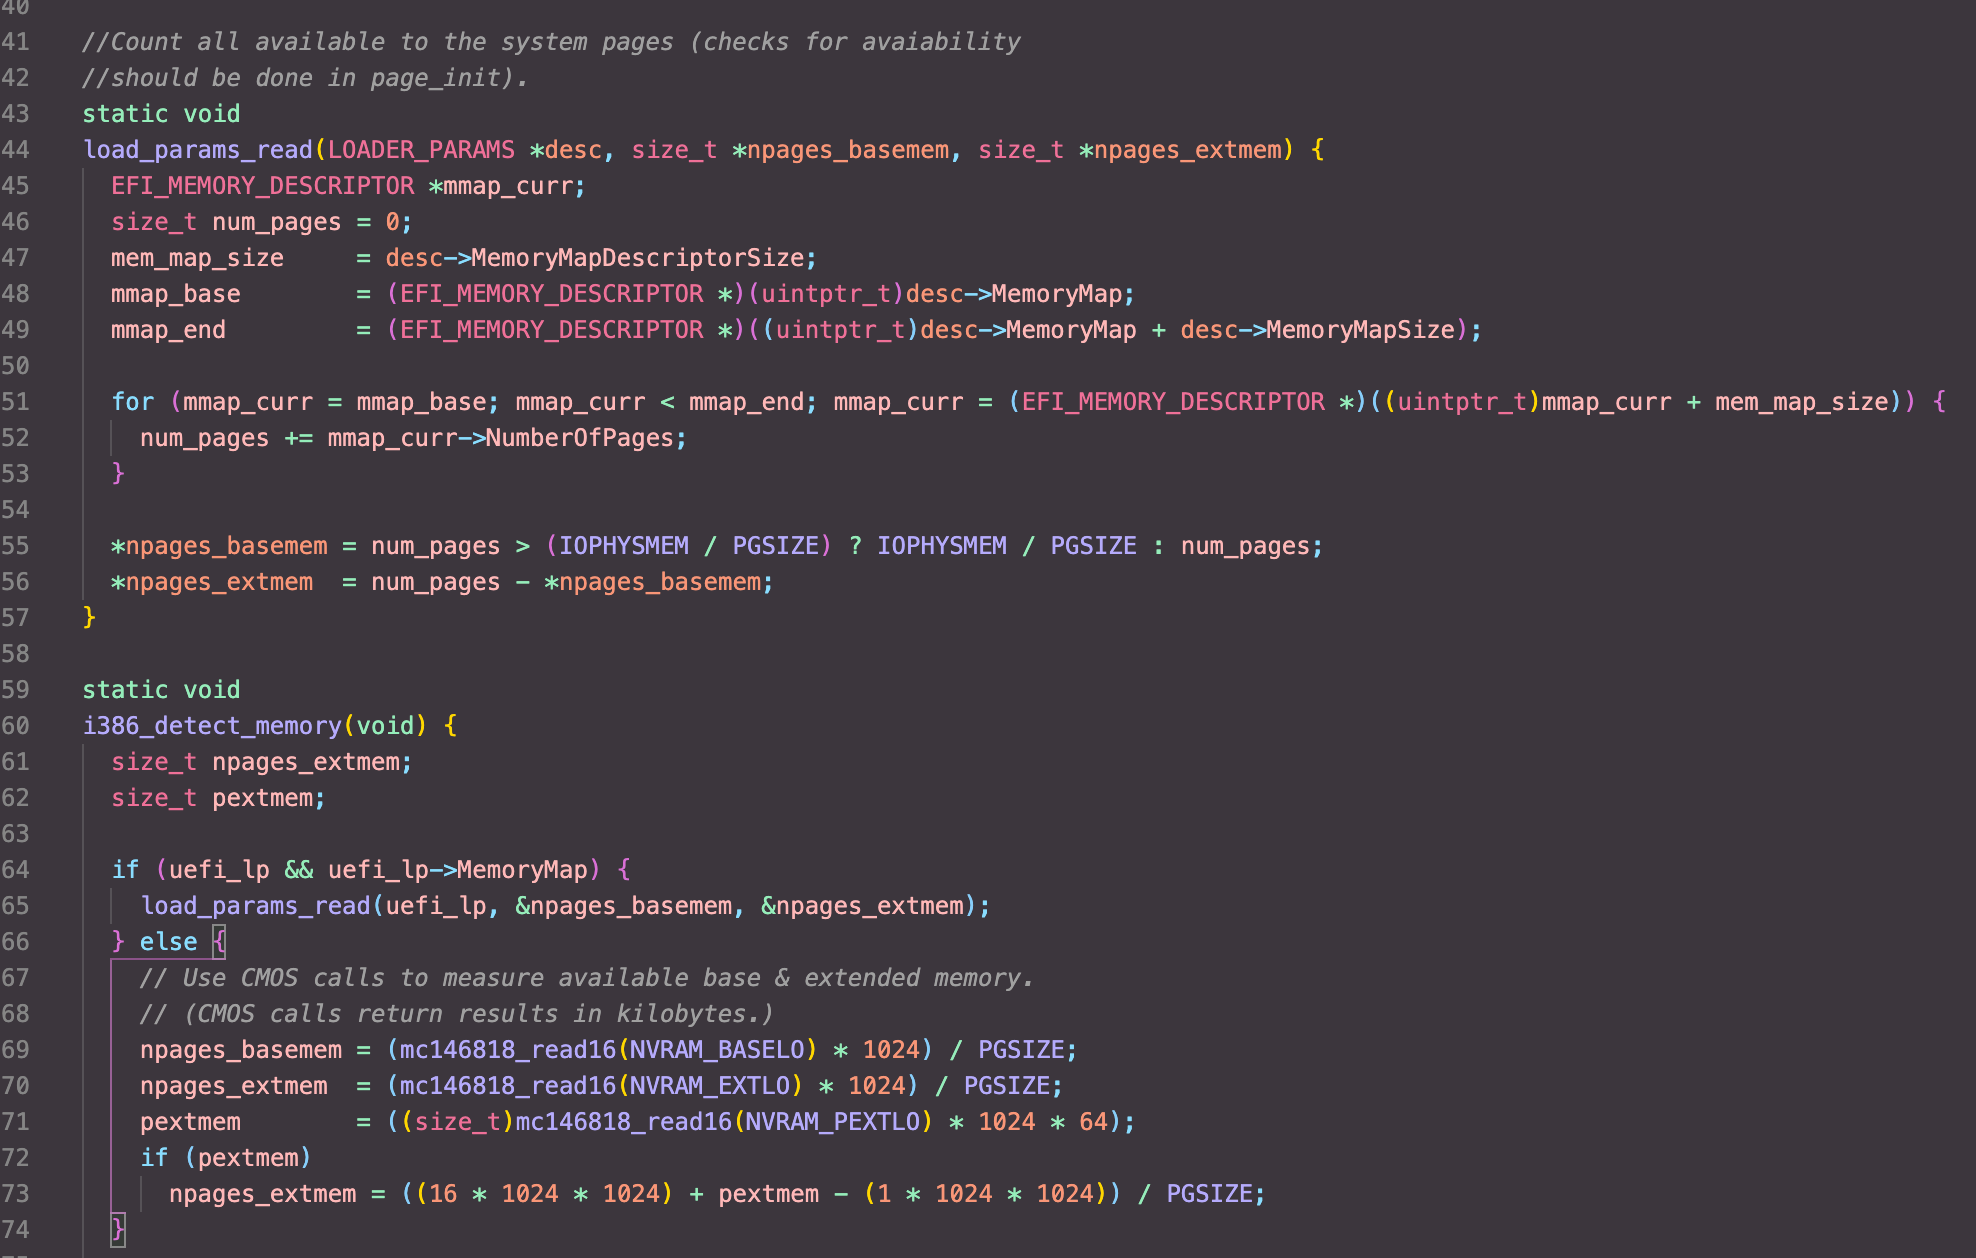 40
41 //Count all available to the system pages (checks for avaiability
42 //should be done in page_init).
43 static void
44 load_params_read(LOADER_PARAMS *desc, size_t *npages_basemem, size_t *npages_extmem) {
45   EFI_MEMORY_DESCRIPTOR *mmap_curr;
46   size_t num_pages = 0;
47   mem_map_size     = desc->MemoryMapDescriptorSize;
48   mmap_base        = (EFI_MEMORY_DESCRIPTOR *)(uintptr_t)desc->MemoryMap;
49   mmap_end         = (EFI_MEMORY_DESCRIPTOR *)((uintptr_t)desc->MemoryMap + desc->MemoryMapSize);
50
51   for (mmap_curr = mmap_base; mmap_curr < mmap_end; mmap_curr = (EFI_MEMORY_DESCRIPTOR *)((uintptr_t)mmap_curr + mem_map_size)) {
52     num_pages += mmap_curr->NumberOfPages;
53   }
54
55   *npages_basemem = num_pages > (IOPHYSMEM / PGSIZE) ? IOPHYSMEM / PGSIZE : num_pages;
56   *npages_extmem  = num_pages - *npages_basemem;
57 }
58
59 static void
60 i386_detect_memory(void) {
61   size_t npages_extmem;
62   size_t pextmem;
63
64   if (uefi_lp && uefi_lp->MemoryMap) {
65     load_params_read(uefi_lp, &npages_basemem, &npages_extmem);
66   } else {
67     // Use CMOS calls to measure available base & extended memory.
68     // (CMOS calls return results in kilobytes.)
69     npages_basemem = (mc146818_read16(NVRAM_BASELO) * 1024) / PGSIZE;
70     npages_extmem  = (mc146818_read16(NVRAM_EXTLO) * 1024) / PGSIZE;
71     pextmem        = ((size_t)mc146818_read16(NVRAM_PEXTLO) * 1024 * 64);
72     if (pextmem)
73       npages_extmem = ((16 * 1024 * 1024) + pextmem - (1 * 1024 * 1024)) / PGSIZE;
74   }